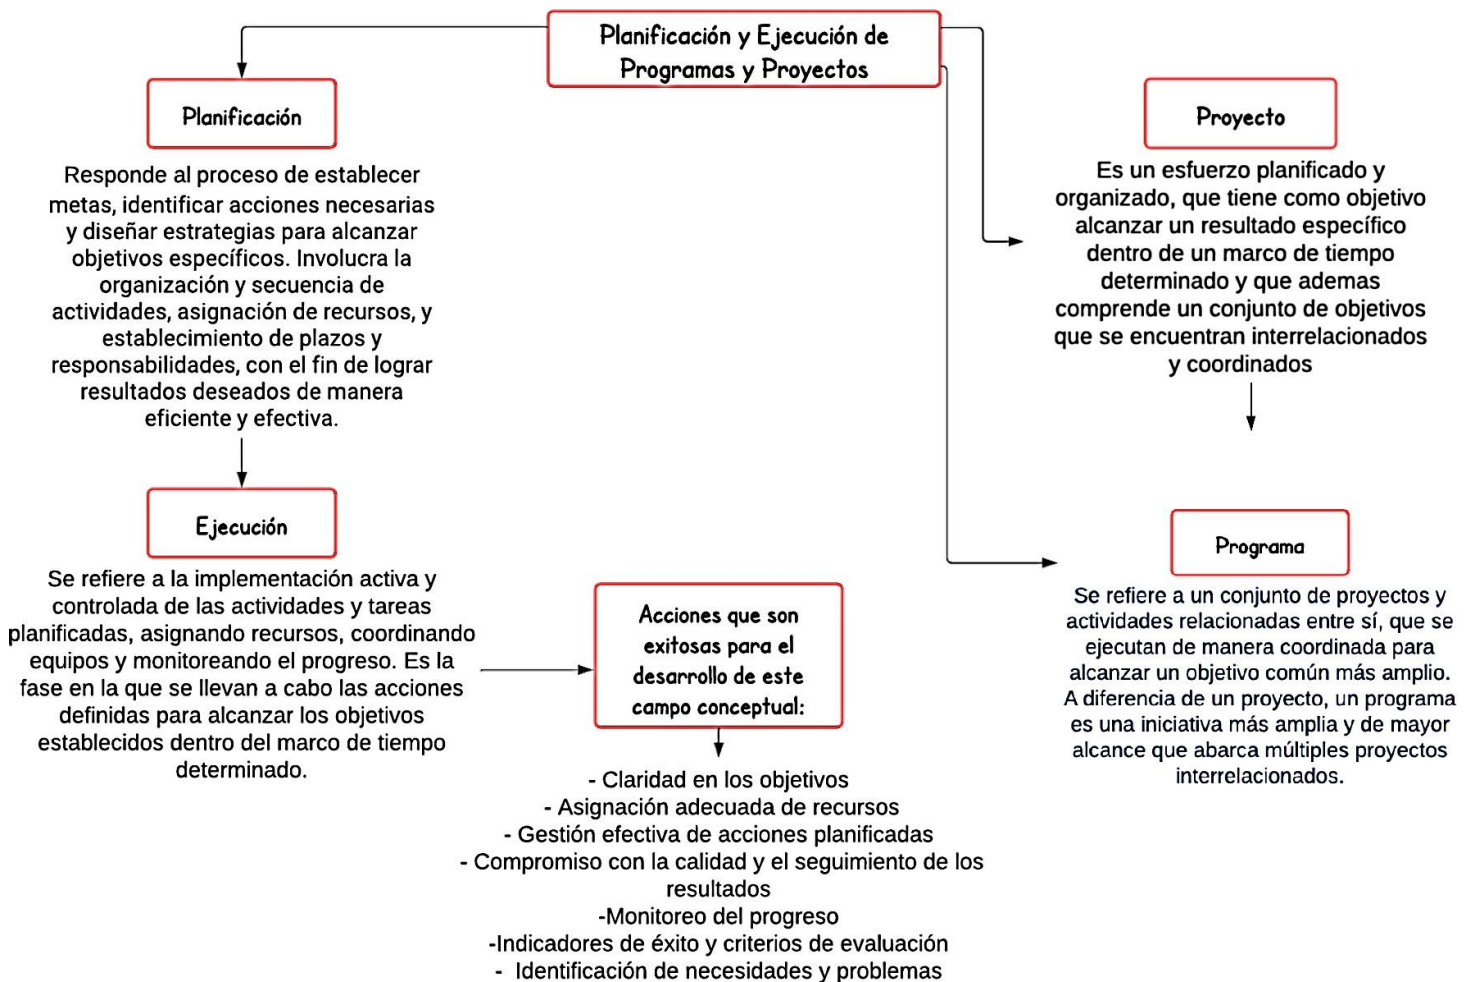 Planificación y Ejecución de
Programas y Proyectos
Planificación
Responde al proceso de establecer
metas, identificar acciones necesarias
y diseñar estrategias para alcanzar
objetivos específicos. Involucra la
organización y secuencia de
actividades, asignación de recursos, y
establecimiento de plazos y
responsabilidades, con el fin de lograr
resultados deseados de manera
eficiente y efectiva.
Ejecución
Se refiere a la implementación activa y
controlada de las actividades y tareas
planificadas, asignando recursos, coordinando
equipos y monitoreando el progreso. Es la
fase en la que se llevan a cabo las acciones
definidas para alcanzar los objetivos
establecidos dentro del marco de tiempo
determinado.
Acciones que son
exitosas para el
desarrollo de este
campo conceptual:
- Claridad en los objetivos
- Asignación adecuada de recursos
- Gestión efectiva de acciones planificadas
- Compromiso con la calidad y el seguimiento de los
resultados
-Monitoreo del progreso
-Indicadores de éxito y criterios de evaluación
- Identificación de necesidades y problemas
Proyecto
Es un esfuerzo planificado y
organizado, que tiene como objetivo
alcanzar un resultado específico
dentro de un marco de tiempo
determinado y que ademas
comprende un conjunto de objetivos
que se encuentran interrelacionados
y coordinados
Programa
Se refiere a un conjunto de proyectos y
actividades relacionadas entre sí, que se
ejecutan de manera coordinada para
alcanzar un objetivo común más amplio.
A diferencia de un proyecto, un programa
es una iniciativa más amplia y de mayor
alcance que abarca múltiples proyectos
interrelacionados.